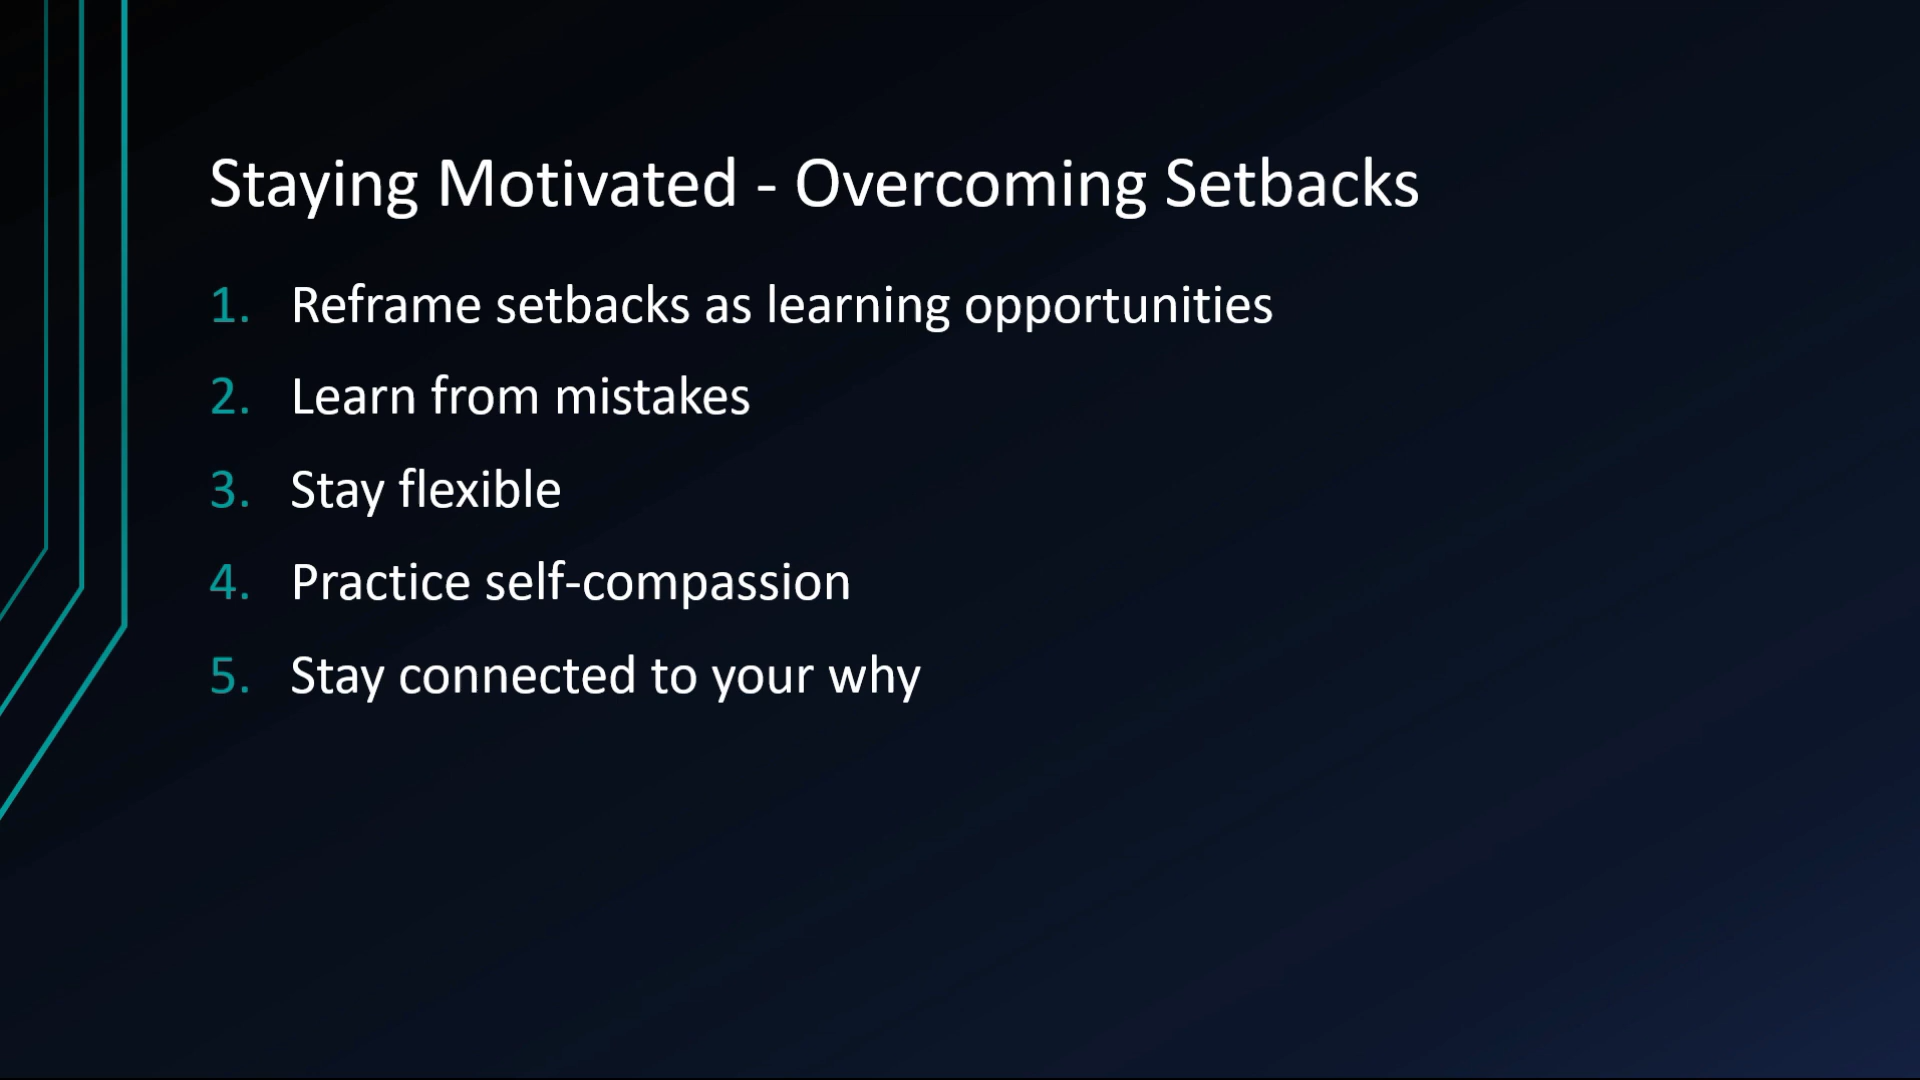 Staying Motivated - Overcoming Setbacks
1. Reframe setbacks as learning opportunities
2. Learn from mistakes
3. Stay flexible
4. Practice self-compassion
5. Stay connected to your why